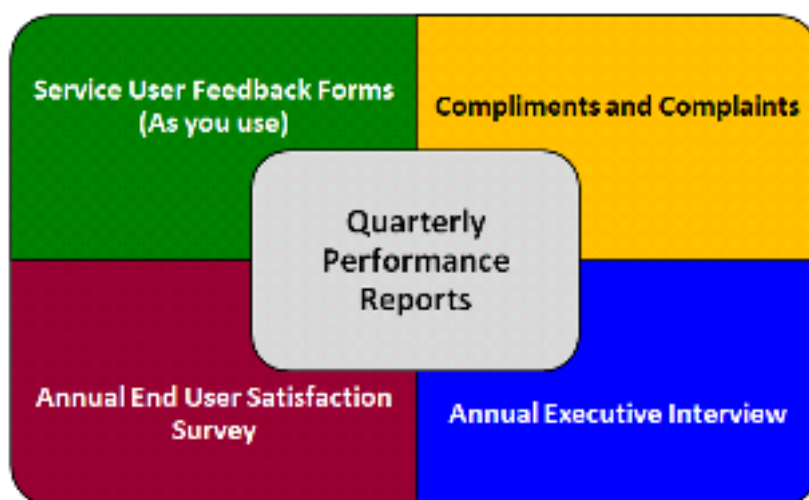 Service User Feedback Forms
(As you use)
Compliments and Complaints
Quarterly
Performance
Reports
Annual End User Satisfaction
Survey
Annual Executive Interview